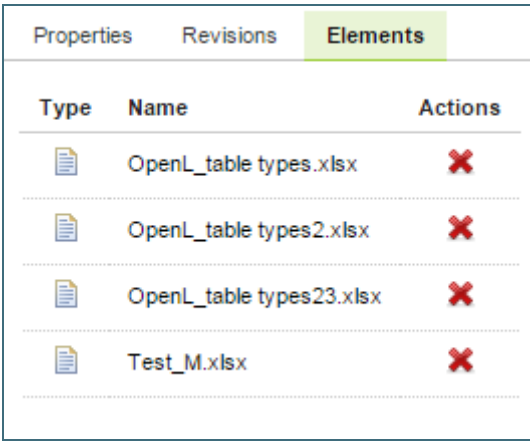 Properties Revisions Elements
Type Name Actions
OpenL_table types.xlsx
OpenL_table types2.xlsx
OpenL_table types23.xlsx
Test_M.xlsx